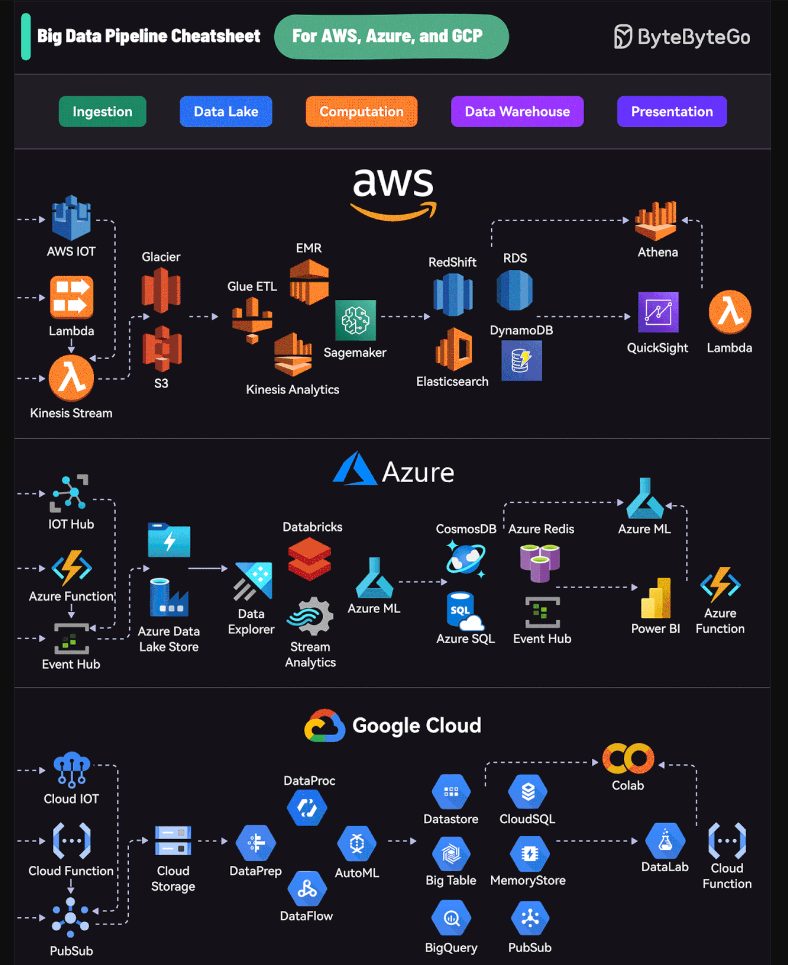 Big Data Pipeline Cheatsheet
For AWS, Azure, and GCP
ByteByteGo
Ingestion
Data Lake
Computation
Data Warehouse
Presentation
aws
AWS IOT
Lambda
Kinesis Stream
Glacier
S3
Glue ETL
EMR
Kinesis Analytics
Sagemaker
RedShift
RDS
Elasticsearch
DynamoDB
Athena
QuickSight
Lambda
Azure
IOT Hub
Azure Function
Event Hub
Azure Data
Lake Store
Data
Explorer
Databricks
Stream
Analytics
Azure ML
CosmosDB
Azure Redis
SQL
Azure SQL
Event Hub
Azure ML
Power BI
Azure
Function
Google Cloud
Cloud IOT
Cloud Function
PubSub
Cloud
Storage
DataPrep
DataProc
DataFlow
AutoML
Datastore
CloudSQL
Big Table
MemoryStore
BigQuery
PubSub
Colab
DataLab
Cloud
Function